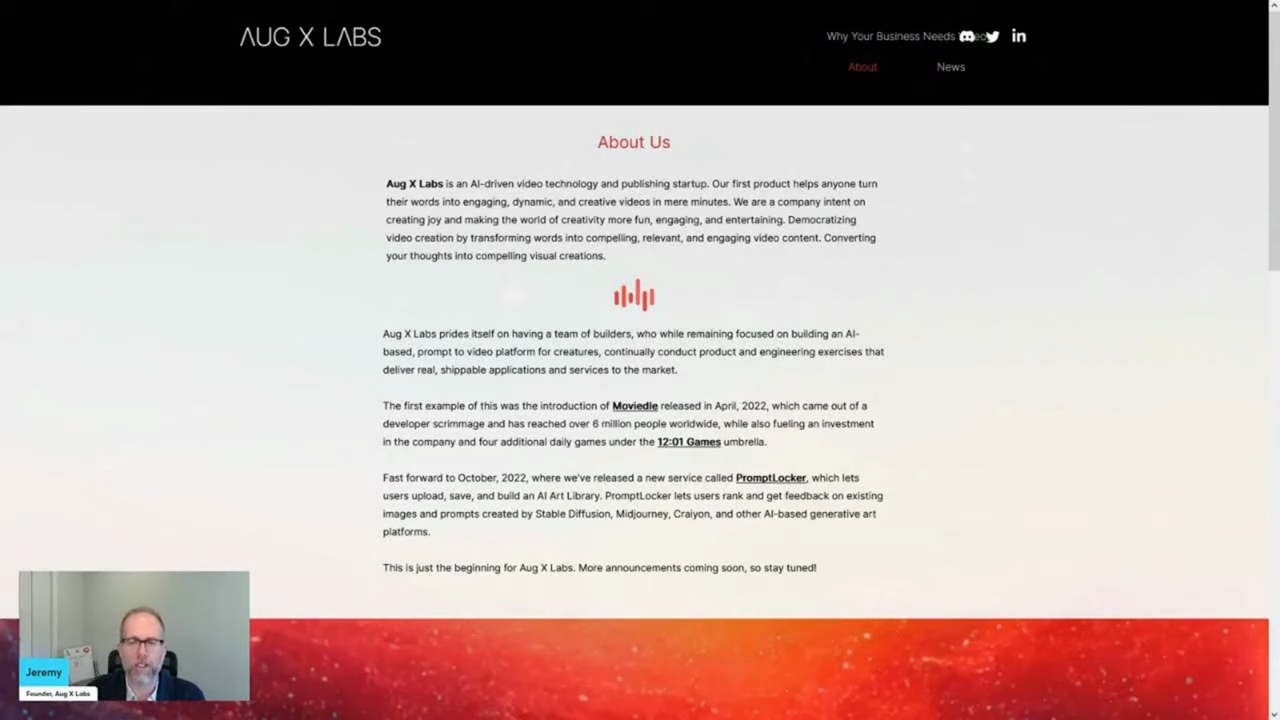 AUG X LABS
Why Your Business Needs
About
News
About Us
Aug X Labs is an AI-driven video technology and publishing startup. Our first product helps anyone turn
their words into engaging, dynamic, and creative videos in mere minutes. We are a company intent on
creating joy and making the world of creativity more fun, engaging, and entertaining. Democratizing
video creation by transforming words into compelling, relevant, and engaging video content. Converting
your thoughts into compelling visual creations.
Aug X Labs prides itself on having a team of builders, who while remaining focused on building an AI-
based, prompt to video platform for creatures, continually conduct product and engineering exercises that
deliver real, shippable applications and services to the market.
The first example of this was the introduction of Moviedle released in April, 2022, which came out of a
developer scrimmage and has reached over 6 million people worldwide, while also fueling an investment
in the company and four additional daily games under the 12:01 Games umbrella.
Fast forward to October, 2022, where we've released a new service called PromptLocker, which lets
users upload, save, and build an AI Art Library. PromptLocker lets users rank and get feedback on existing
images and prompts created by Stable Diffusion, Midjourney, Craiyon, and other AI-based generative art
platforms.
This is just the beginning for Aug X Labs. More announcements coming soon, so stay tuned!
Jeremy
Founder, Aug X Labs